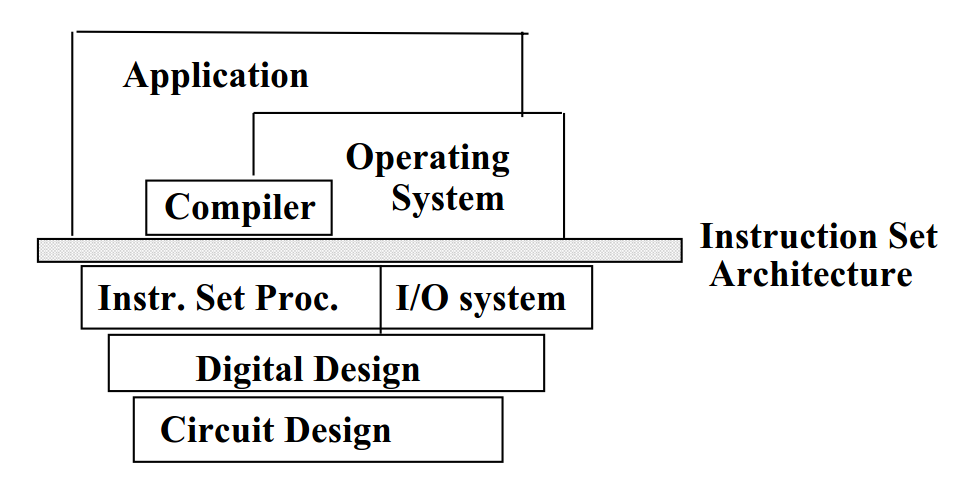 Application
Operating
System
Compiler
Instruction Set
Architecture
Instr. Set Proc.
I/O system
Digital Design
Circuit Design